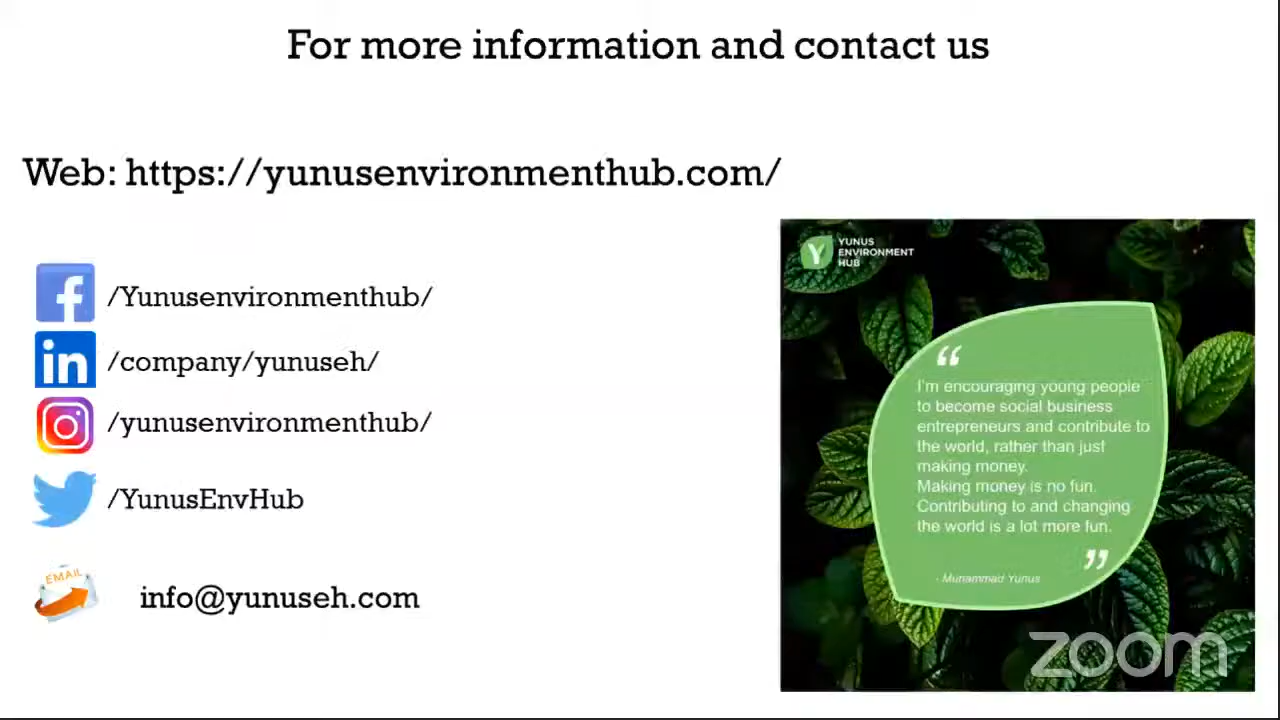 For more information and contact us
Web: https://yunusenvironmenthub.com/
/Yunusenvironmenthub/
in /company/yunuseh/
/yunusenvironmenthub/
/YunusEnvHub
EMAIL
info@yunuseh.com
YUNUS
ENVIRONMENT
HUB
“
I'm encouraging young people
to become social business
entrepreneurs and contribute to
the world, rather than just
making money.
Making money is no fun.
Contributing to and changing
the world is a lot more fun.
”
- Muhammad Yunus
zoom